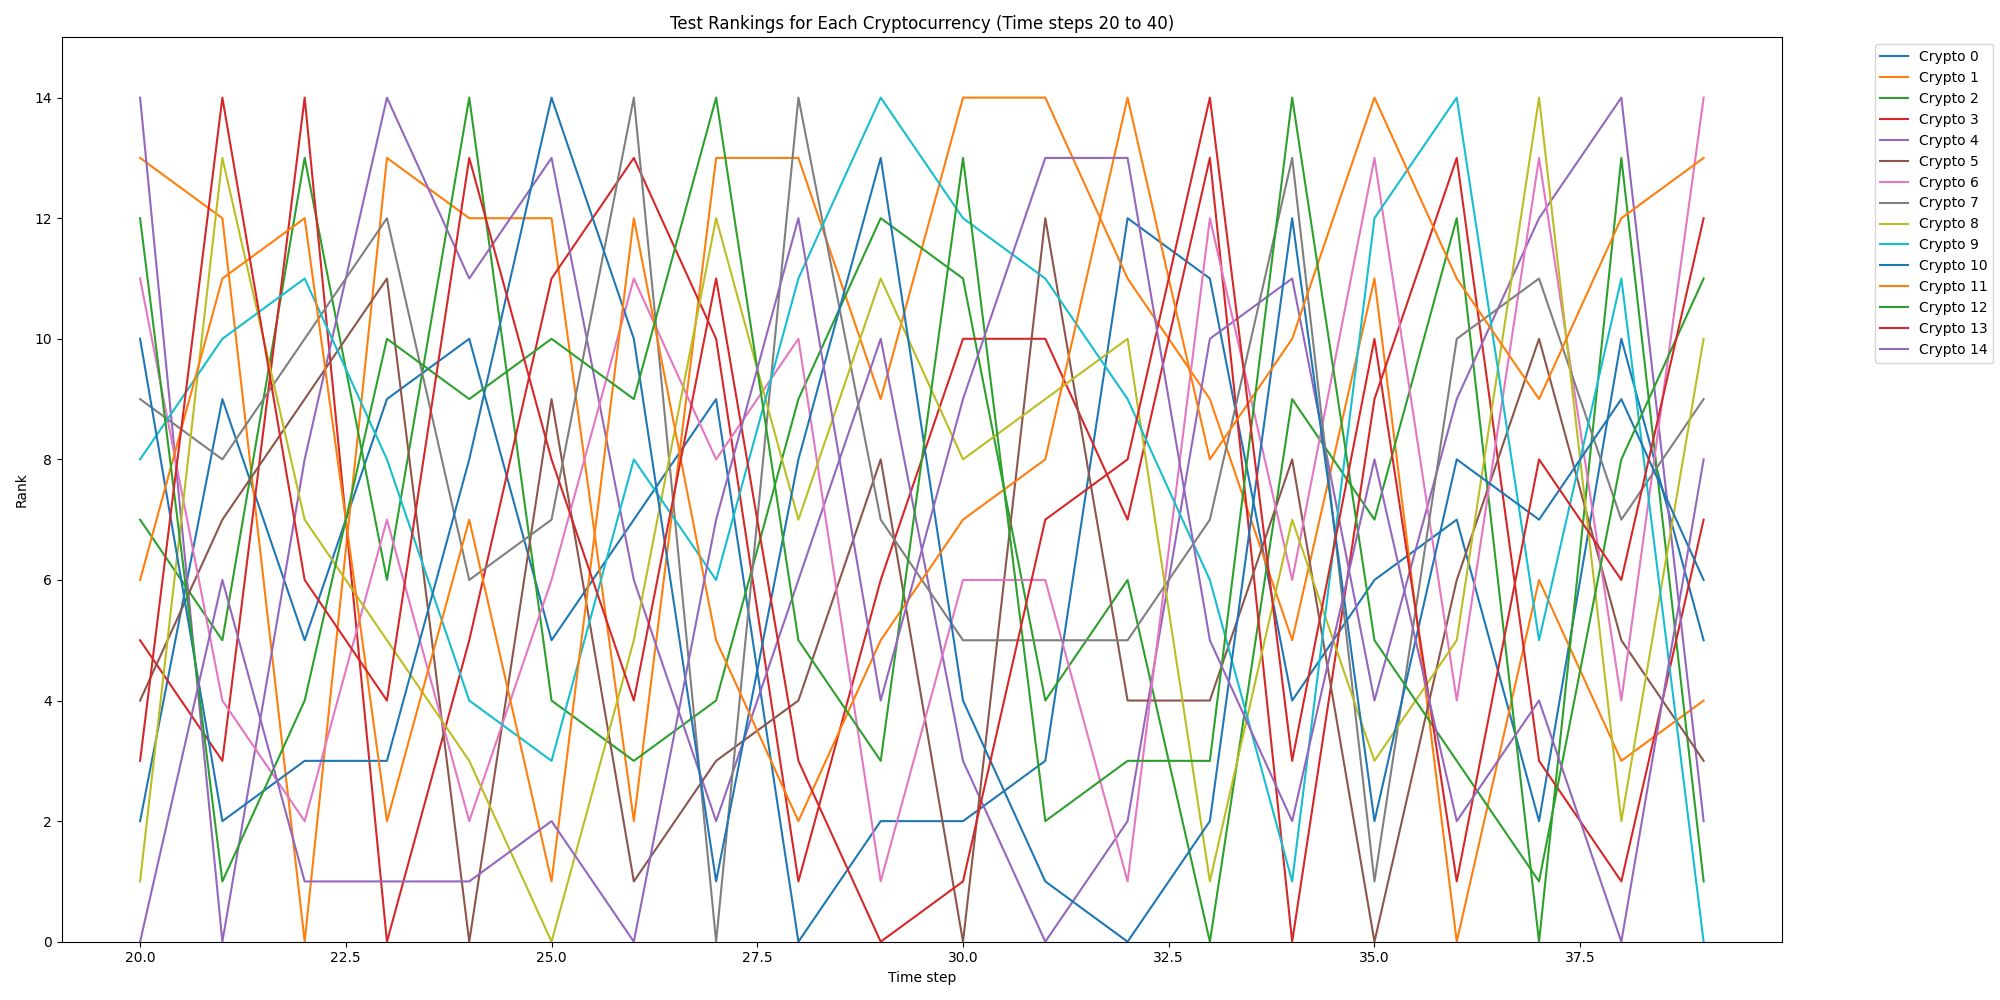 Test Rankings for Each Cryptocurrency (Time steps 20 to 40)
Rank
14
12
10
8
6
4
2
0
20.0 22.5 25.0 27.5 30.0 32.5 35.0 37.5
Time step
Crypto 0
Crypto 1
Crypto 2
Crypto 3
Crypto 4
Crypto 5
Crypto 6
Crypto 7
Crypto 8
Crypto 9
Crypto 10
Crypto 11
Crypto 12
Crypto 13
Crypto 14